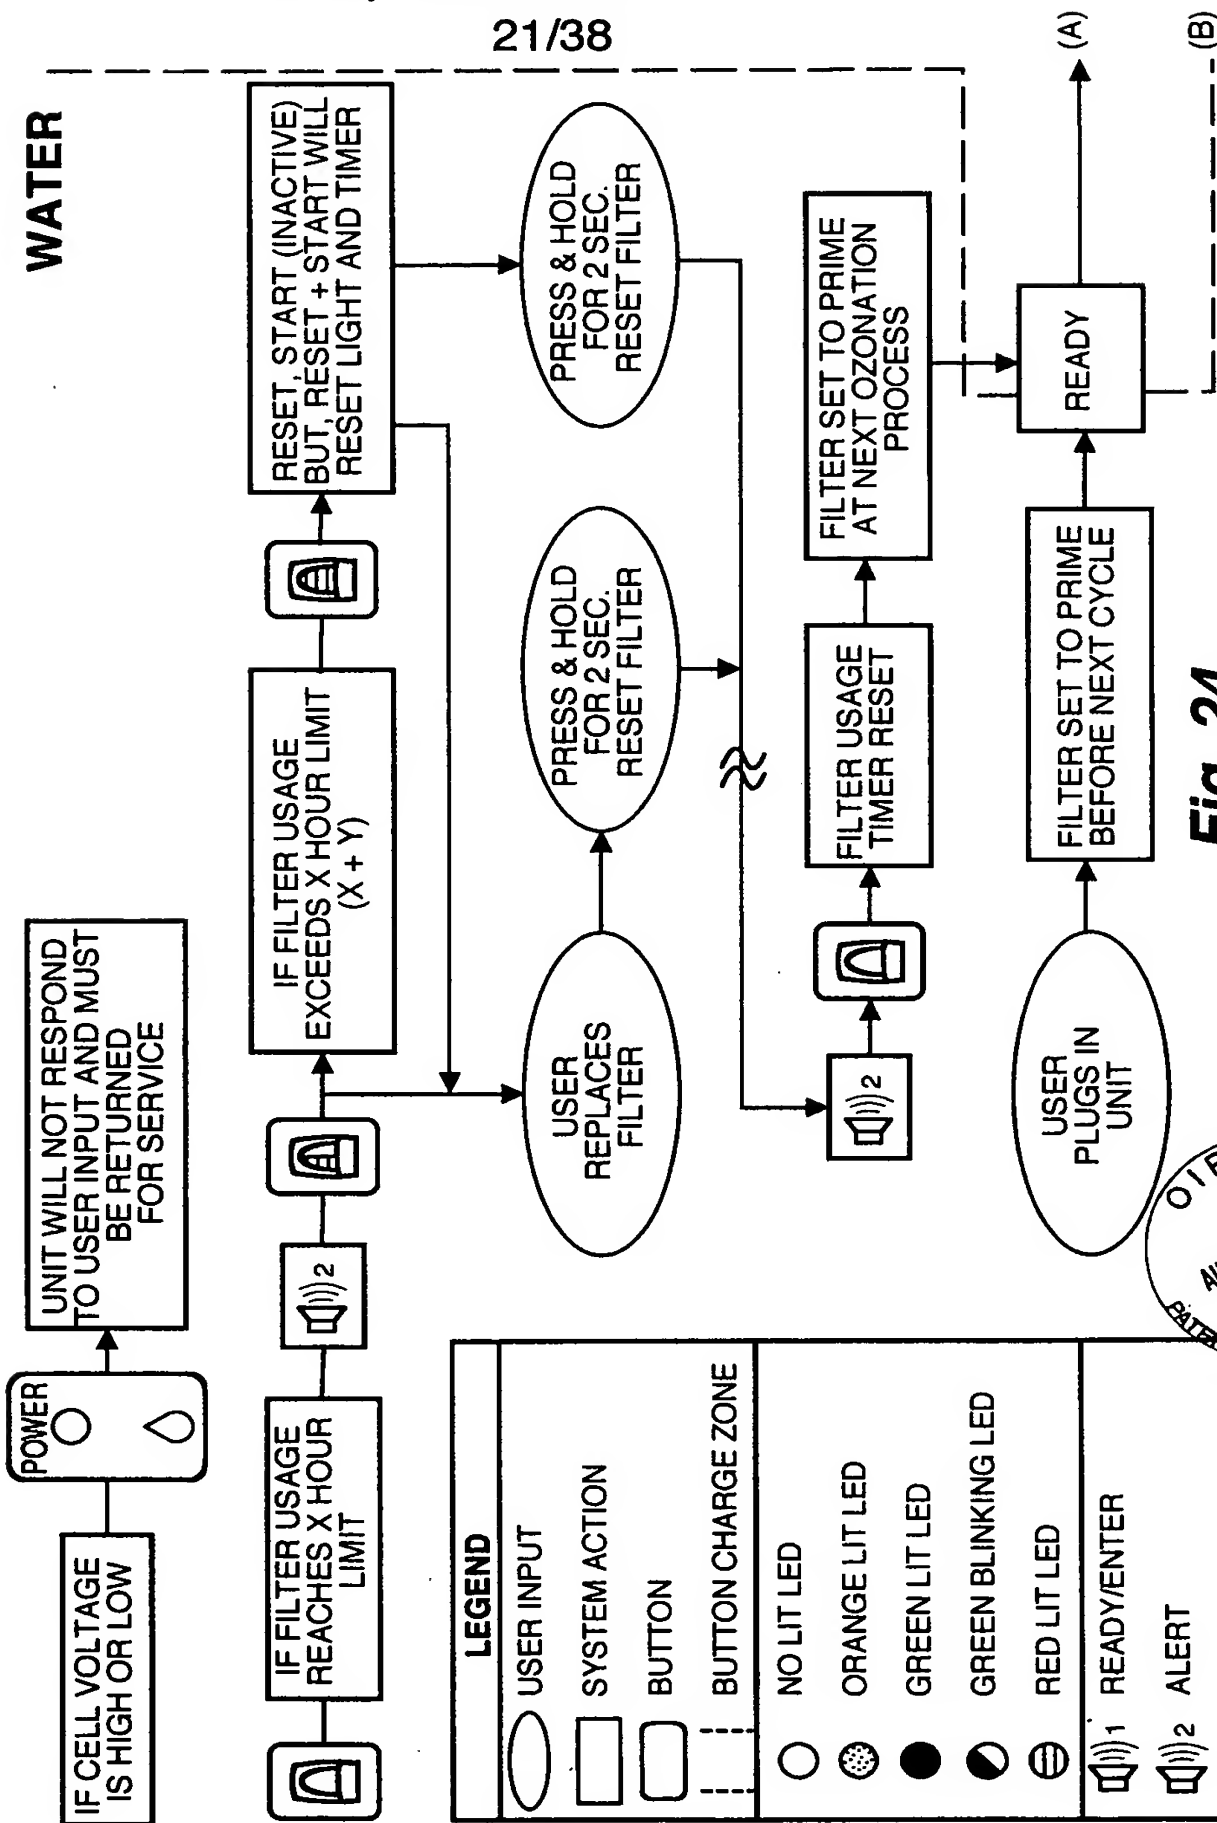 21/38
WATER
IF CELL VOLTAGE
IS HIGH OR LOW
POWER
UNIT WILL NOT RESPOND
TO USER INPUT AND MUST
BE RETURNED
FOR SERVICE
IF FILTER USAGE
REACHES X HOUR
LIMIT
2
IF FILTER USAGE
EXCEEDS X HOUR LIMIT
(X + Y)
RESET, START (INACTIVE)
BUT, RESET + START WILL
RESET LIGHT AND TIMER
USER
REPLACES
FILTER
PRESS & HOLD
FOR 2 SEC.
RESET FILTER
PRESS & HOLD
FOR 2 SEC.
RESET FILTER
2
FILTER USAGE
TIMER RESET
FILTER SET TO PRIME
AT NEXT OZONATION
PROCESS
USER
PLUGS IN
UNIT
FILTER SET TO PRIME
BEFORE NEXT CYCLE
READY
(A)
(B)
LEGEND
USER INPUT
SYSTEM ACTION
BUTTON
BUTTON CHARGE ZONE
NO LIT LED
ORANGE LIT LED
GREEN LIT LED
GREEN BLINKING LED
RED LIT LED
1 READY/ENTER
2 ALERT
Fig. 24